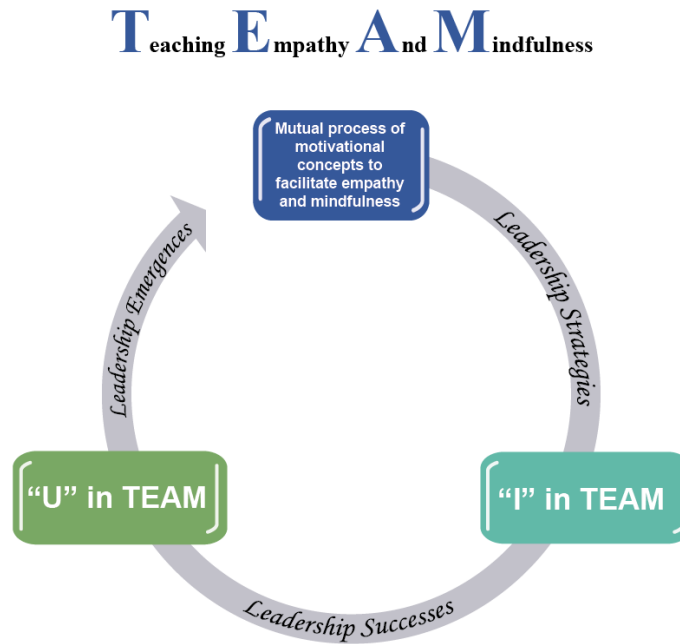 Teaching Empathy And Mindfulness
Mutual process of
motivational
concepts to
facilitate empathy
and mindfulness
Leadership Strategies
“I” in TEAM
Leadership Successes
“U” in TEAM
Leadership Emergences